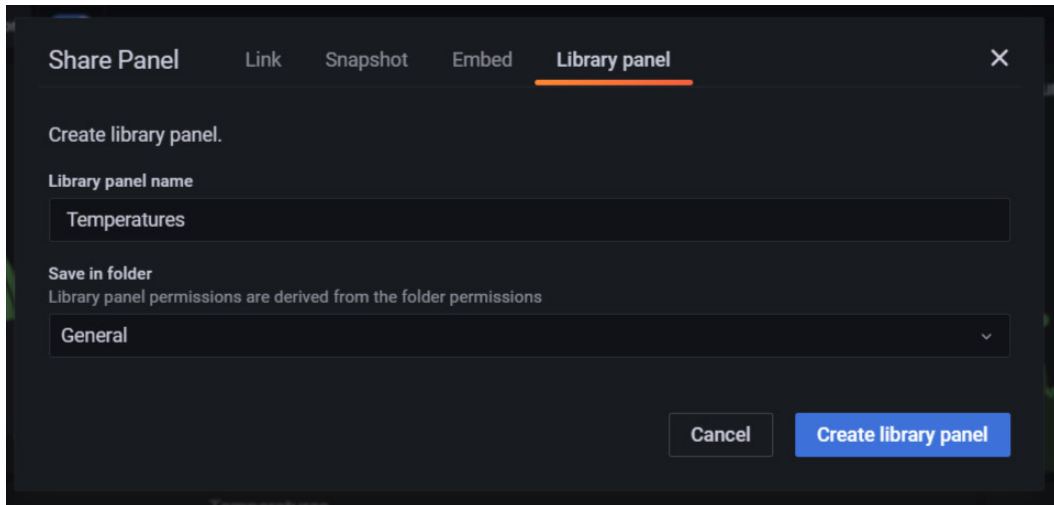 Share Panel Link Snapshot Embed Library panel
Create library panel.
Library panel name
Temperatures
Save in folder
Library panel permissions are derived from the folder permissions
General
Cancel Create library panel